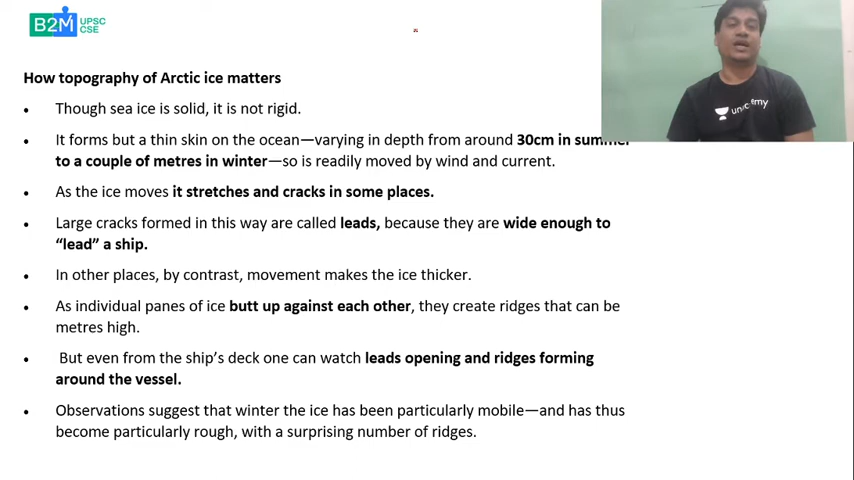 B2M UPSC CSE
How topography of Arctic ice matters
Though sea ice is solid, it is not rigid.
It forms but a thin skin on the ocean—varying in depth from around 30cm in summer
to a couple of metres in winter—so is readily moved by wind and current.
As the ice moves it stretches and cracks in some places.
Large cracks formed in this way are called leads, because they are wide enough to
“lead” a ship.
In other places, by contrast, movement makes the ice thicker.
As individual panes of ice butt up against each other, they create ridges that can be
metres high.
But even from the ship’s deck one can watch leads opening and ridges forming
around the vessel.
Observations suggest that winter the ice has been particularly mobile—and has thus
become particularly rough, with a surprising number of ridges.
unacademy